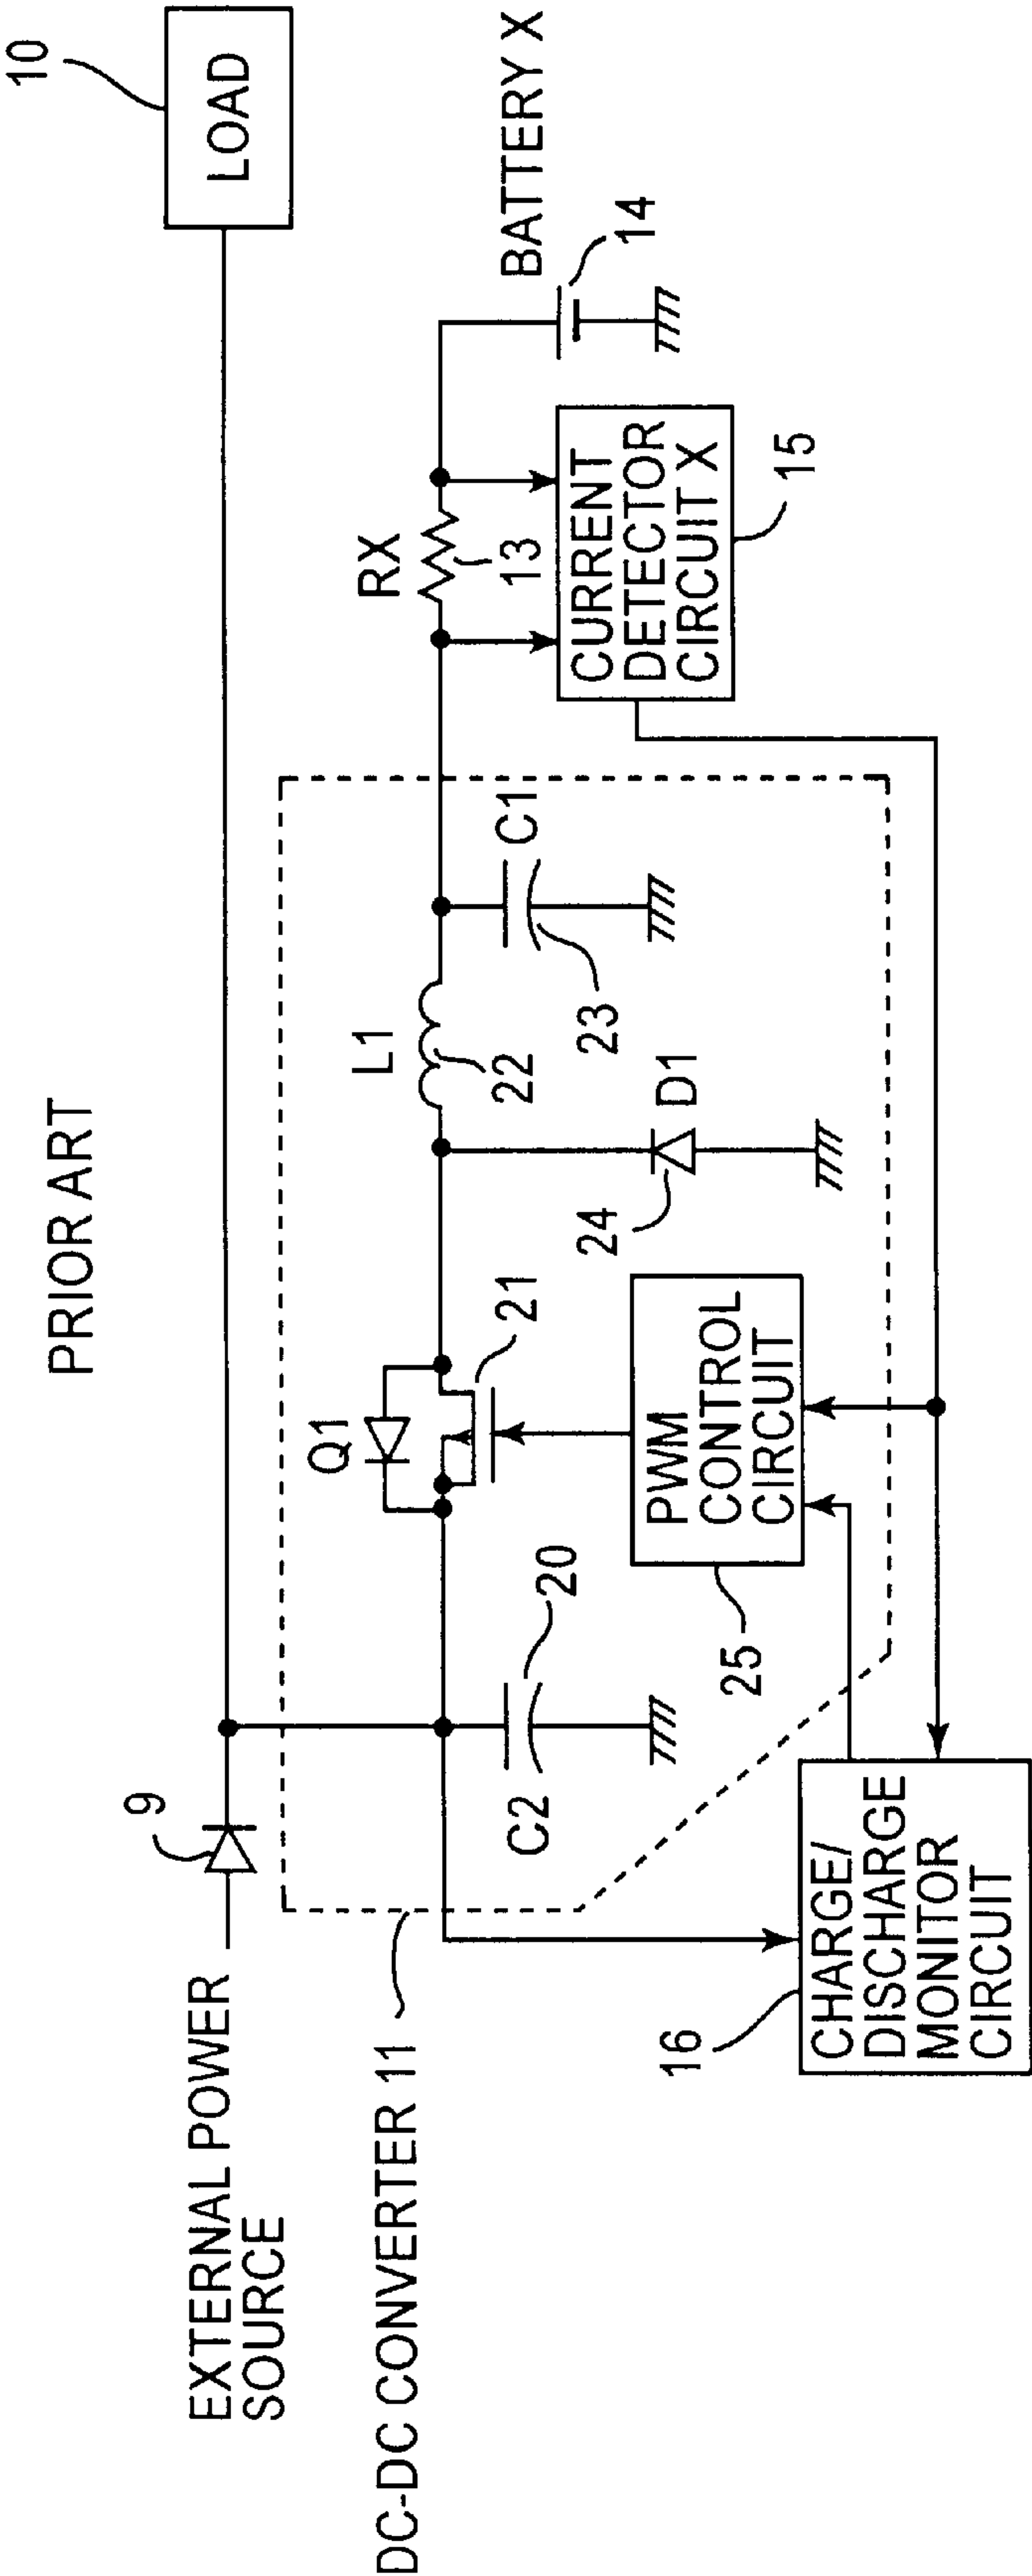 PRIOR ART
EXTERNAL POWER
SOURCE
9
10
LOAD
DC-DC CONVERTER 11
Q1
21
L1
22
RX
13
BATTERY X
14
C2
20
C1
23
24
D1
25
PWM
CONTROL
CIRCUIT
CURRENT
DETECTOR
CIRCUIT X
15
16
CHARGE/
DISCHARGE
MONITOR
CIRCUIT